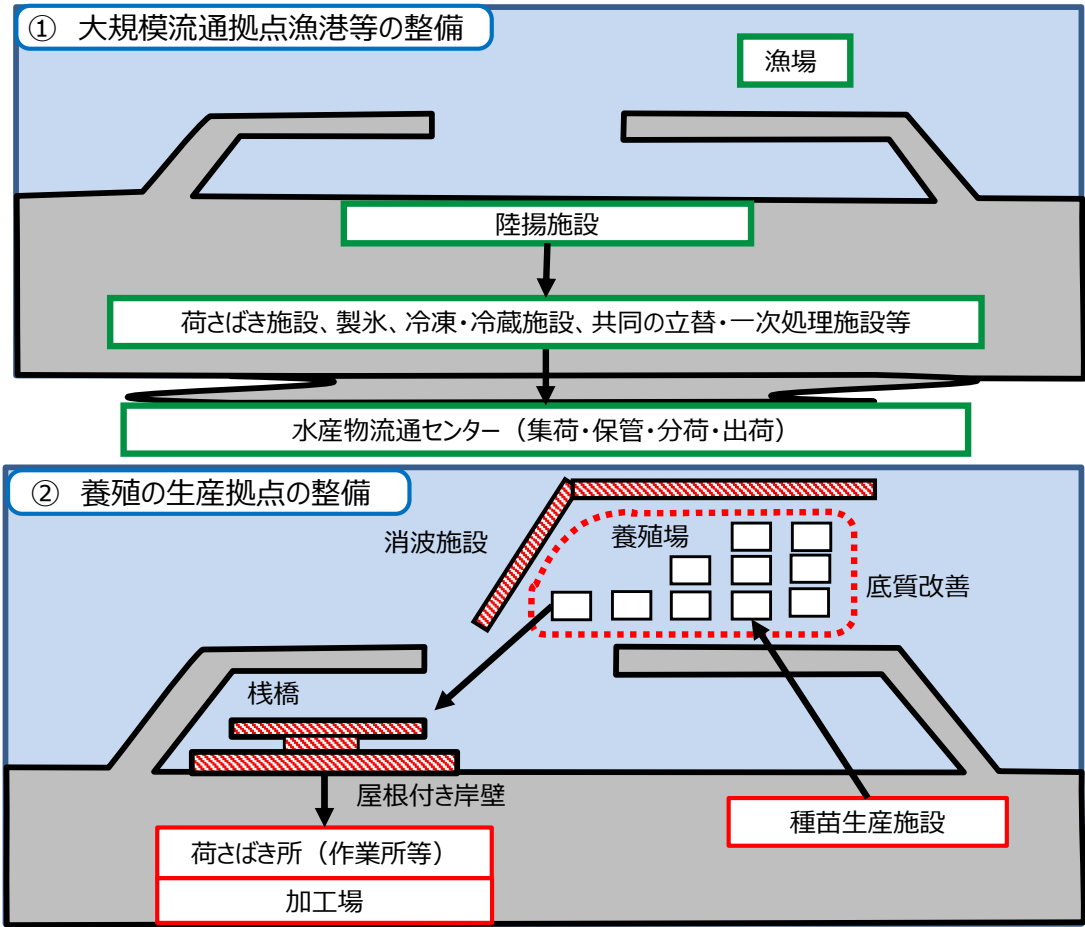 ① 大規模流通拠点漁港等の整備
漁場
陸揚施設
荷さばき施設、製氷、冷凍・冷蔵施設、共同の立替・一次処理施設等
水産物流通センター（集荷・保管・分荷・出荷）
② 養殖の生産拠点の整備
消波施設
養殖場
底質改善
桟橋
屋根付き岸壁
種苗生産施設
荷さばき所（作業所等）
加工場